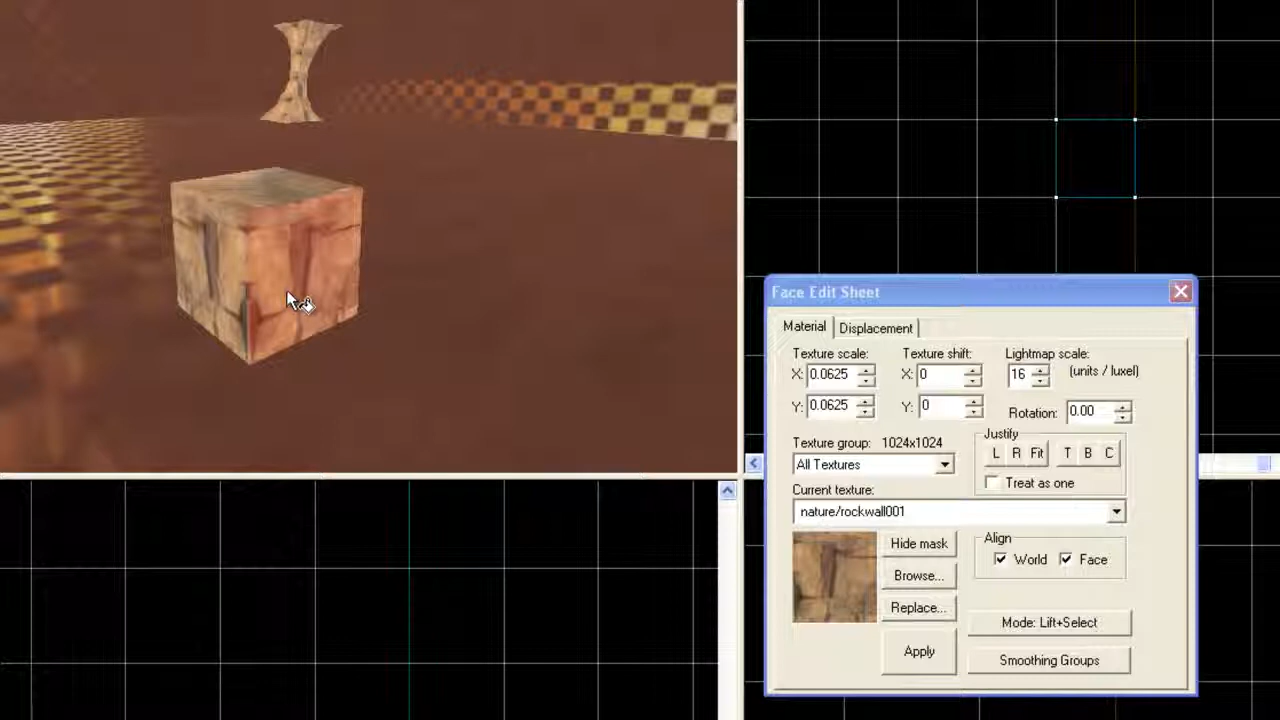 Face Edit Sheet
Material Displacement
Texture scale: Texture shift: Lightmap scale:
X: 0.0625 X: 0 16 (units / luxel)
Y: 0.0625 Y: 0 Rotation: 0.00
Texture group: 1024x1024 Justify
All Textures L R Fit T B C
Treat as one
Current texture:
nature/rockwall001
Hide mask Align
World Face
Browse...
Replace...
Mode: Lift+Select
Apply
Smoothing Groups